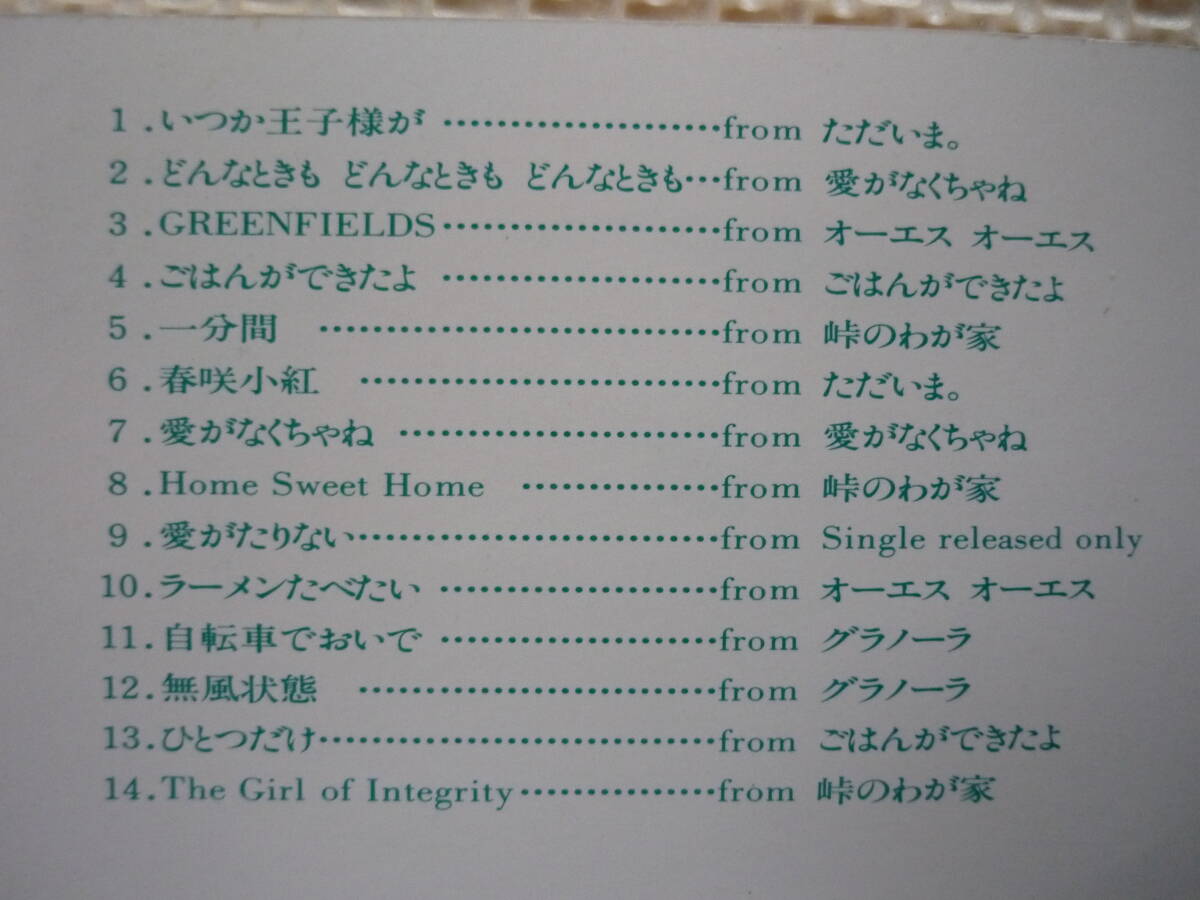 1.いつか王子様が …………………from ただいま。
2.どんなときも どんなときも どんなときも…from 愛がなくちゃね
3.GREENFIELDS…………………from オーエス オーエス
4.ごはんができたよ …………………from ごはんができたよ
5.一分間 …………………………from 峠のわが家
6.春咲小紅 ………………………from ただいま。
7.愛がなくちゃね ……………………from 愛がなくちゃね
8.Home Sweet Home ……………from 峠のわが家
9.愛がたりない………………………from Single released only
10.ラーメンたべたい …………………from オーエス オーエス
11.自転車でおいで …………………from グラノーラ
12.無風状態 ………………………from グラノーラ
13.ひとつだけ…………………………from ごはんができたよ
14.The Girl of Integrity……………from 峠のわが家